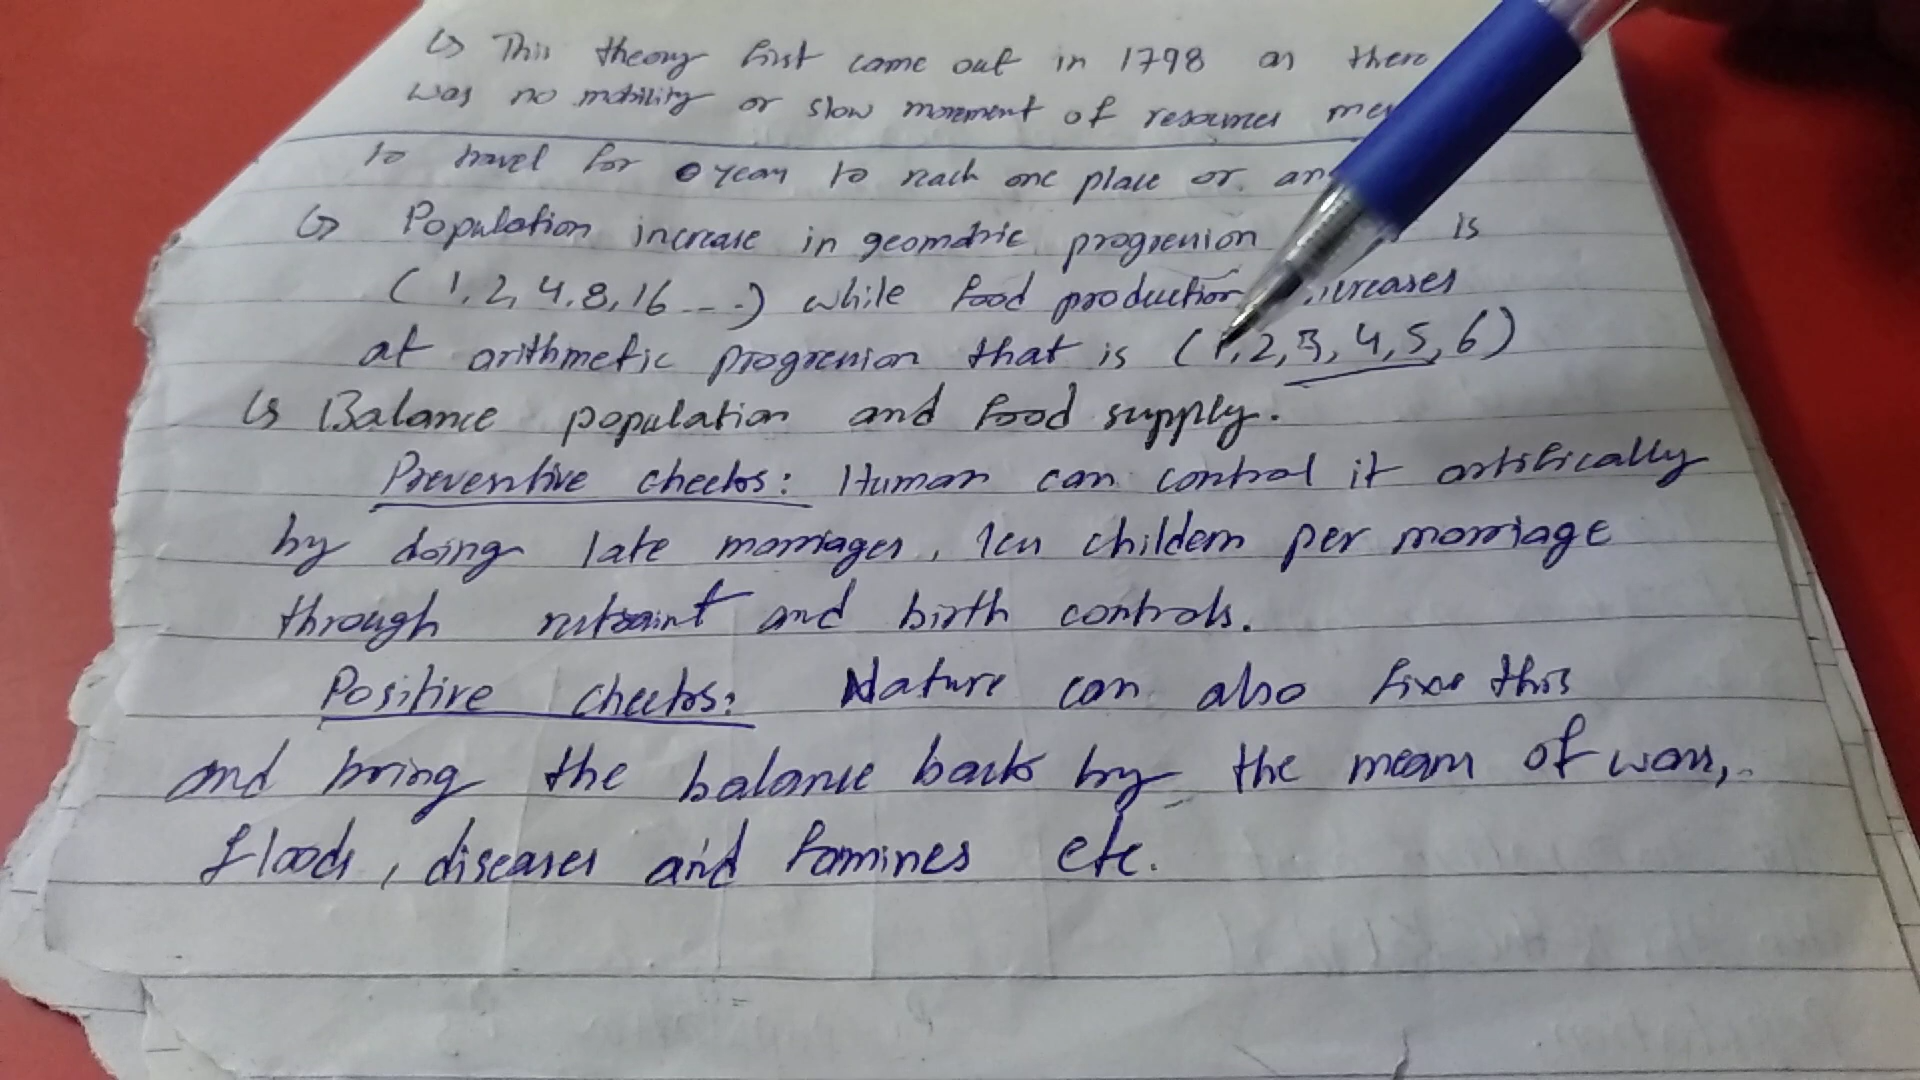 This theory first came out in 1798 as there
was no mobility or slow movement of resources
to travel for year to reach one place or
Population increase in geometric progression is
(1, 2, 4, 8, 16 ---) while food production increases
at arithmetic progression that is (1, 2, 3, 4, 5, 6)
Balance population and food supply.
Preventive checks: Human can control it artifically
by doing late marriages, less childern per marriage
through restraint and birth controls.
Positive checks: Nature can also fixe this
and bring the balance back by the mean of wars,
floods, diseases and famines etc.